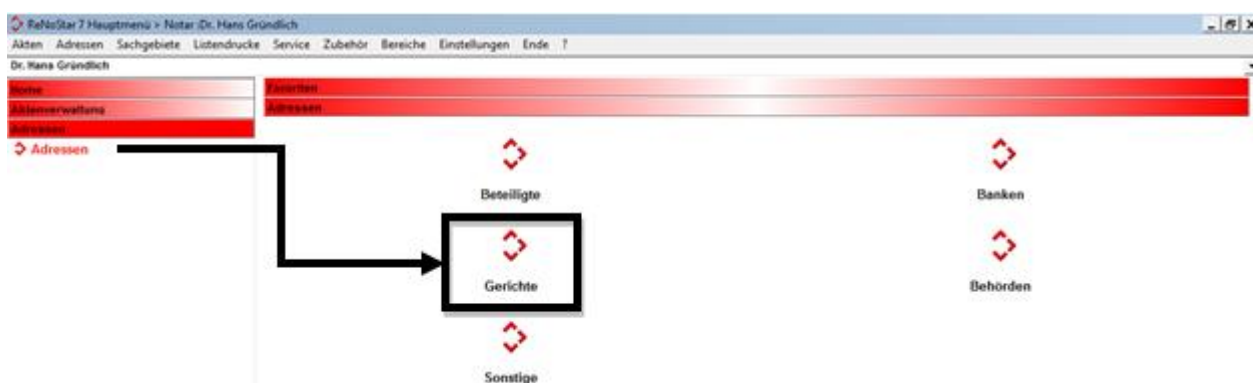 ReNoStar 7 Hauptmenü > Notar :Dr. Hans Gründlich
Akten Adressen Sachgebiete Listendrucke Service Zubehör Bereiche Einstellungen Ende ?
Dr. Hans Gründlich
Home
Favoriten
Aktenverwaltung
Adressen
Adressen
Adressen
Beteiligte
Banken
Gerichte
Behörden
Sonstige